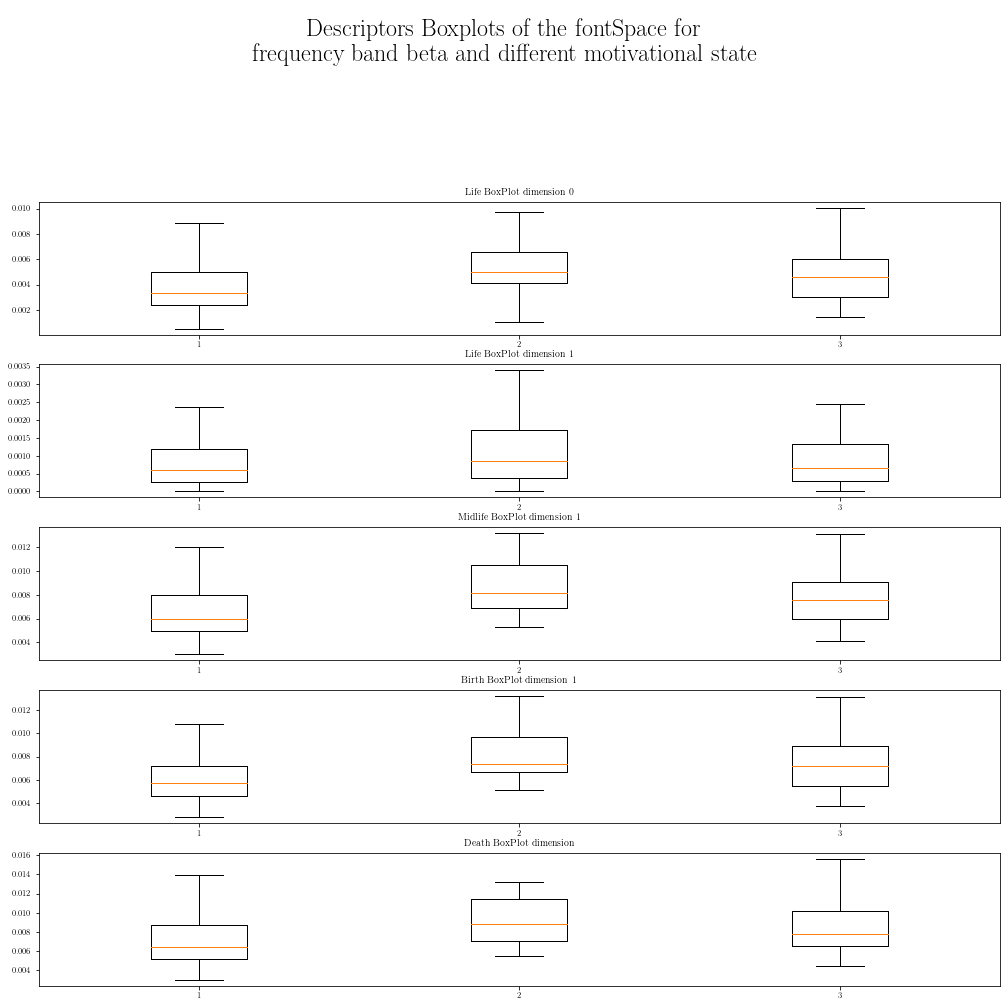 Descriptors Boxplots of the fontSpace for
frequency band beta and different motivational state
Life BoxPlot dimension 0
0.010
0.008
0.006
0.004
0.002
1 2 3
Life BoxPlot dimension 1
0.0035
0.0030
0.0025
0.0020
0.0015
0.0010
0.0005
0.0000
1 2 3
Midlife BoxPlot dimension 1
0.012
0.010
0.008
0.006
0.004
1 2 3
Birth BoxPlot dimension 1
0.012
0.010
0.008
0.006
0.004
1 2 3
Death BoxPlot dimension
0.016
0.014
0.012
0.010
0.008
0.006
0.004
1 2 3